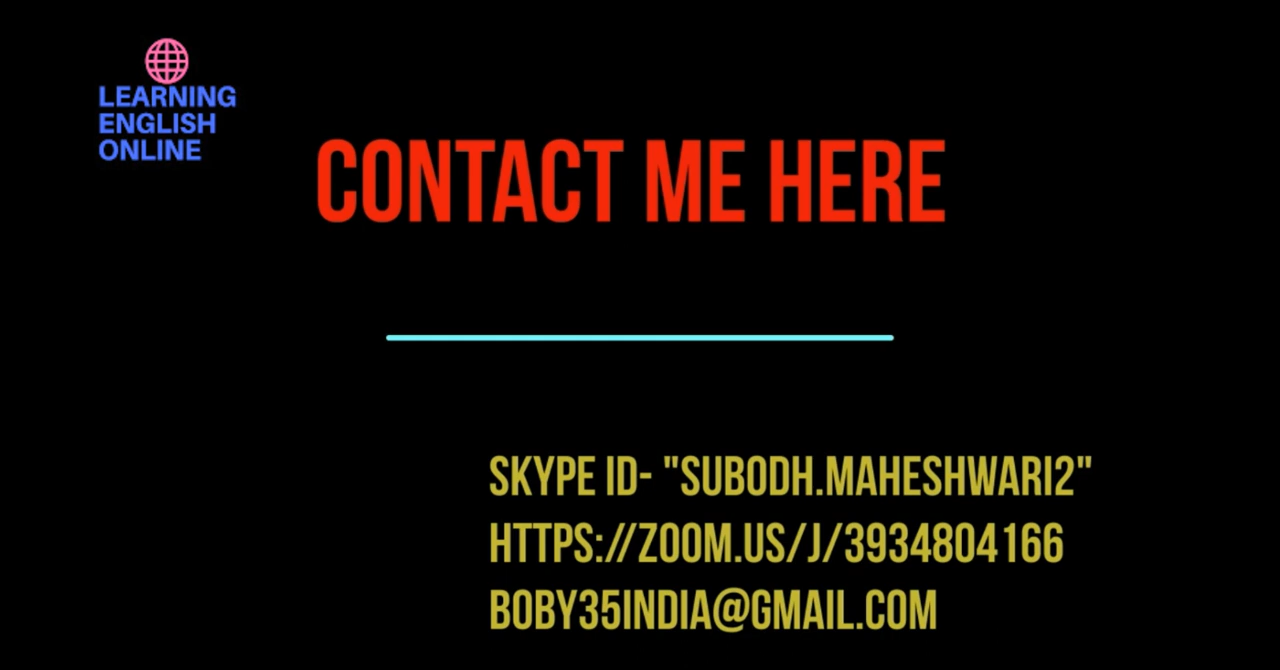 LEARNING
ENGLISH
ONLINE
CONTACT ME HERE
SKYPE ID- "SUBODH.MAHESHWARI2"
HTTPS://ZOOM.US/J/3934804166
BOBY35INDIA@GMAIL.COM